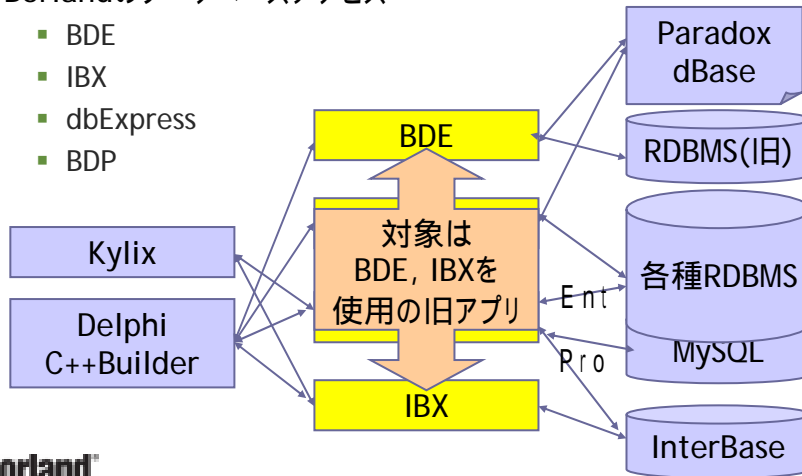 BDE
IBX
dbExpress
BDP
Kylix
Delphi
C++Builder
BDE
対象は
BDE, IBXを
使用の旧アプリ
IBX
Ent
Pro
Paradox
dBase
RDBMS(旧)
各種RDBMS
MySQL
InterBase